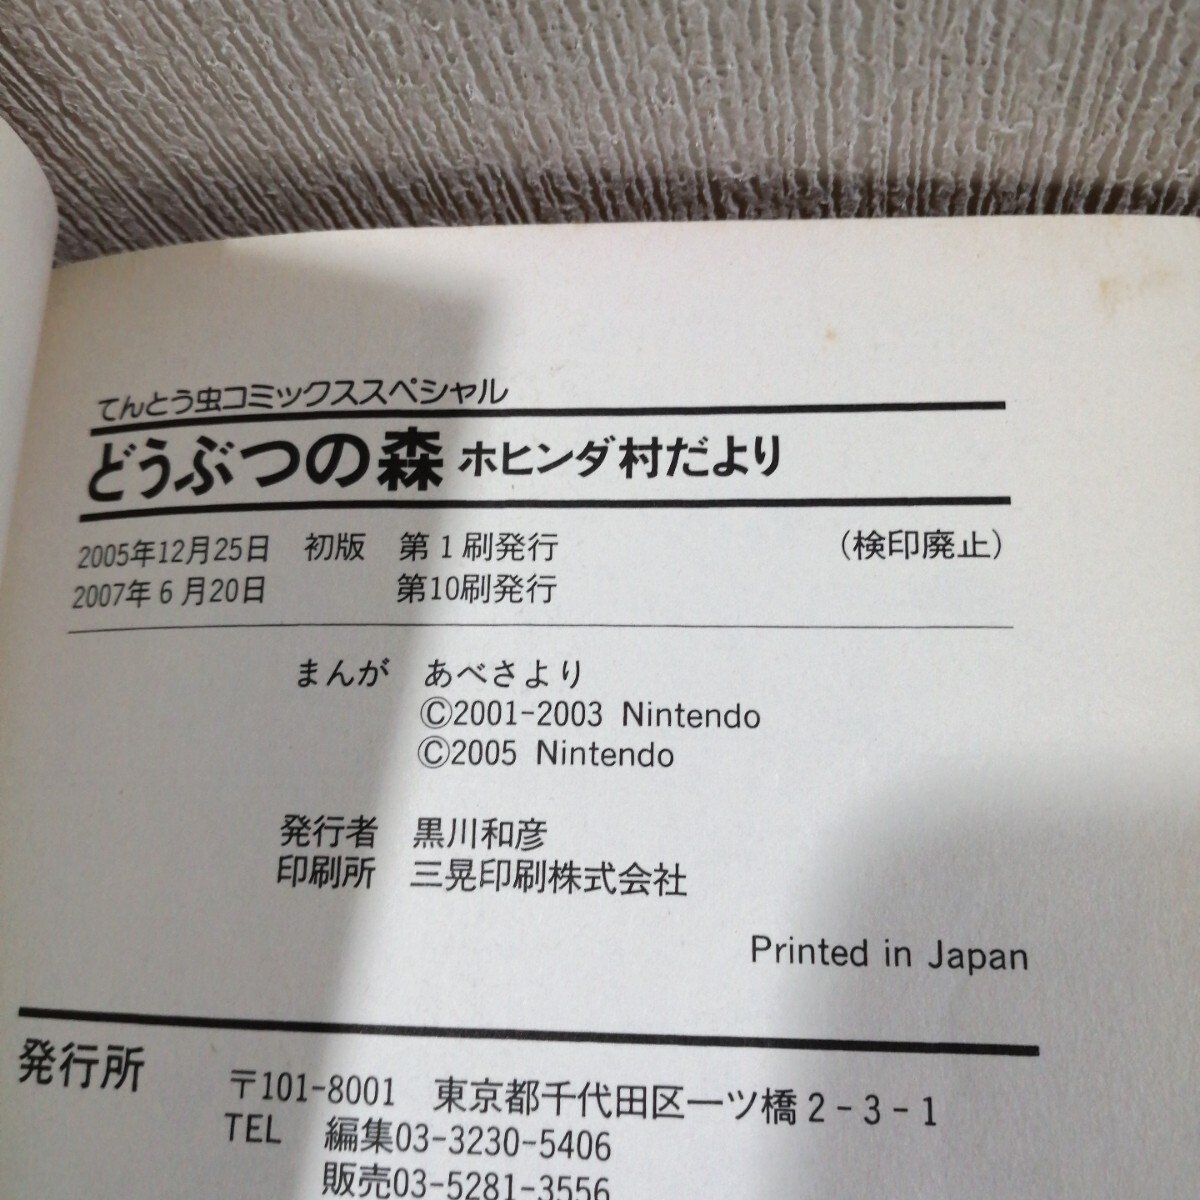 てんとう虫コミックススペシャル
どうぶつの森 ホヒンダ村だより
2005年12月25日 初版 第1刷発行 (検印廃止)
2007年6月20日 第10刷発行
まんが あべさより
©2001-2003 Nintendo
©2005 Nintendo
発行者 黒川和彦
印刷所 三晃印刷株式会社
Printed in Japan
発行所
〒101-8001 東京都千代田区一ツ橋2-3-1
TEL 編集03-3230-5406
販売03-5281-3556